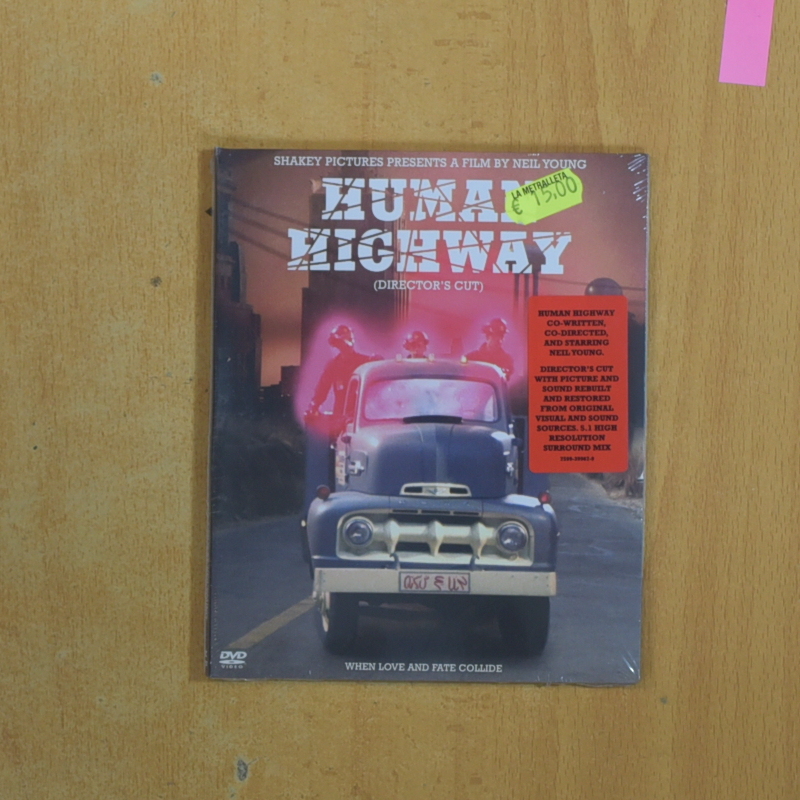 SHAKEY PICTURES PRESENTS A FILM BY NEIL YOUNG
HUMAN
LA METRALLETA
€ 15,00
HIGHWAY
(DIRECTOR'S CUT)
HUMAN HIGHWAY
CO-WRITTEN,
CO-DIRECTED,
AND STARRING
NEIL YOUNG.
DIRECTOR'S CUT
WITH PICTURE AND
SOUND REBUILT
AND RESTORED
FROM ORIGINAL
VISUAL AND SOUND
SOURCES. 5.1 HIGH
RESOLUTION
SURROUND MIX
DVD
VIDEO
WHEN LOVE AND FATE COLLIDE